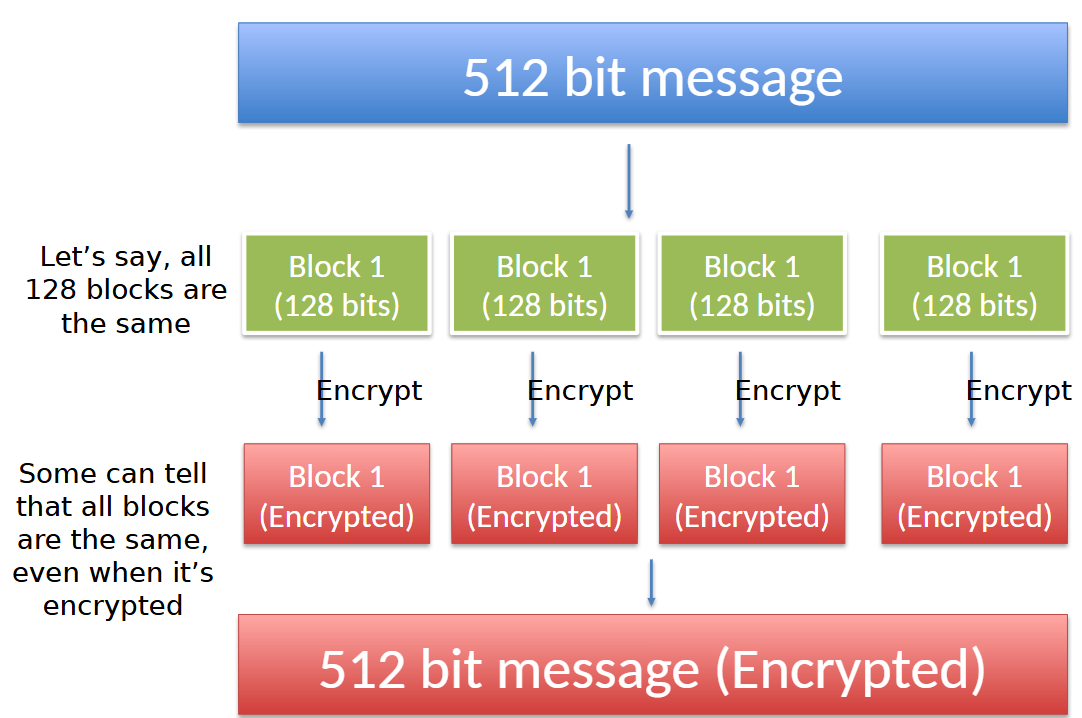 512 bit message
Let’s say, all
128 blocks are
the same
Block 1
(128 bits)
Block 1
(128 bits)
Block 1
(128 bits)
Block 1
(128 bits)
Encrypt
Encrypt
Encrypt
Encrypt
Some can tell
that all blocks
are the same,
even when it’s
encrypted
Block 1
(Encrypted)
Block 1
(Encrypted)
Block 1
(Encrypted)
Block 1
(Encrypted)
512 bit message (Encrypted)